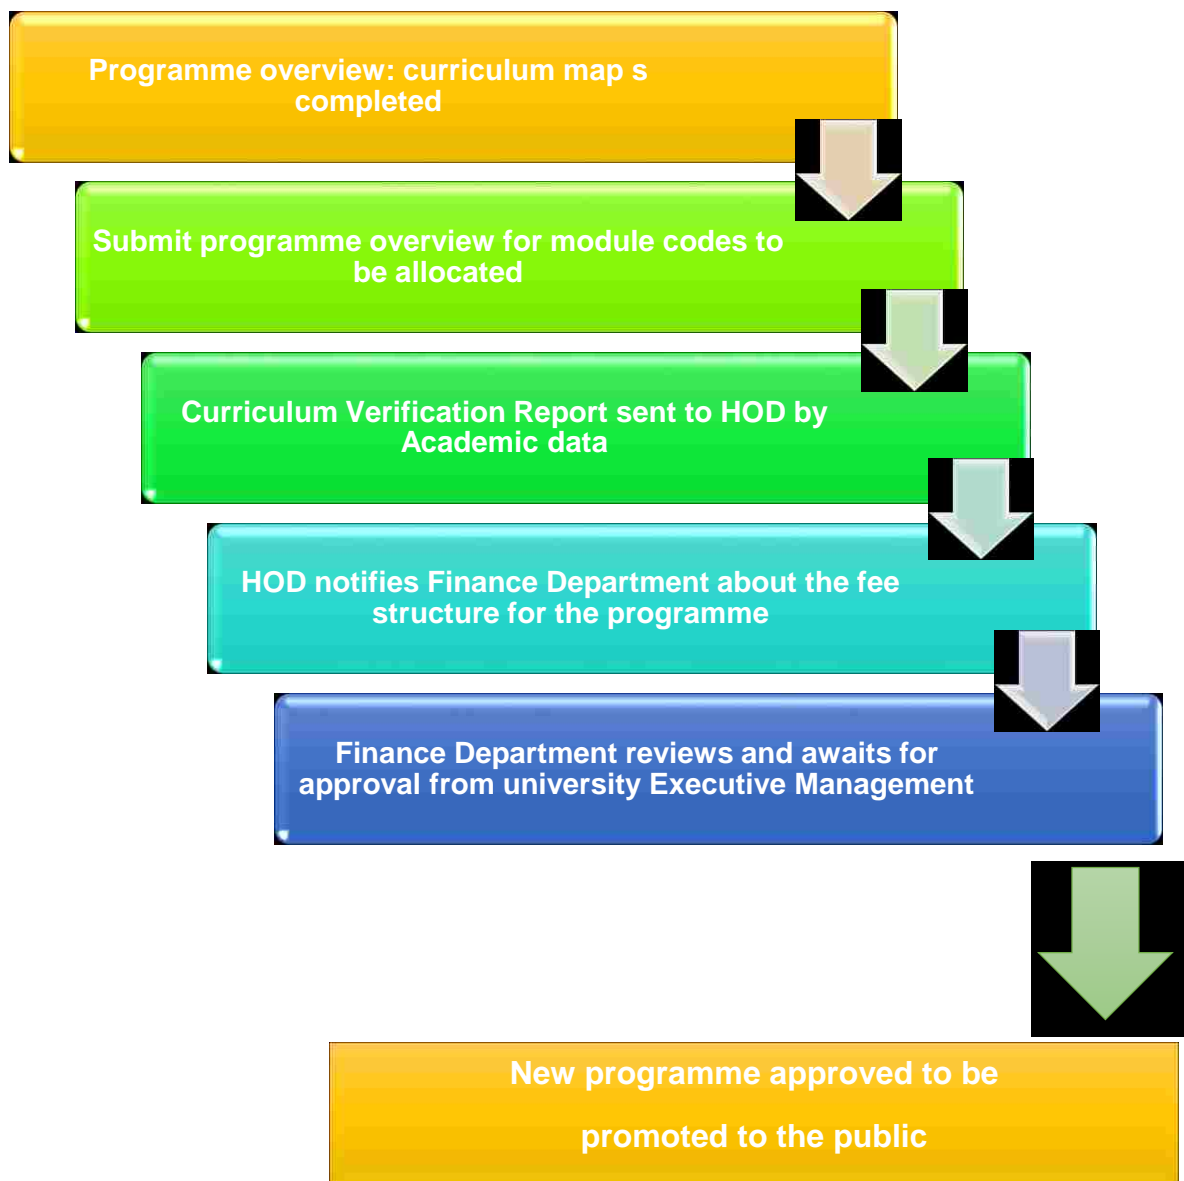 Programme overview: curriculum map s
completed
Submit programme overview for module codes to
be allocated
Curriculum Verification Report sent to HOD by
Academic data
HOD notifies Finance Department about the fee
structure for the programme
Finance Department reviews and awaits for
approval from university Executive Management
New programme approved to be
promoted to the public